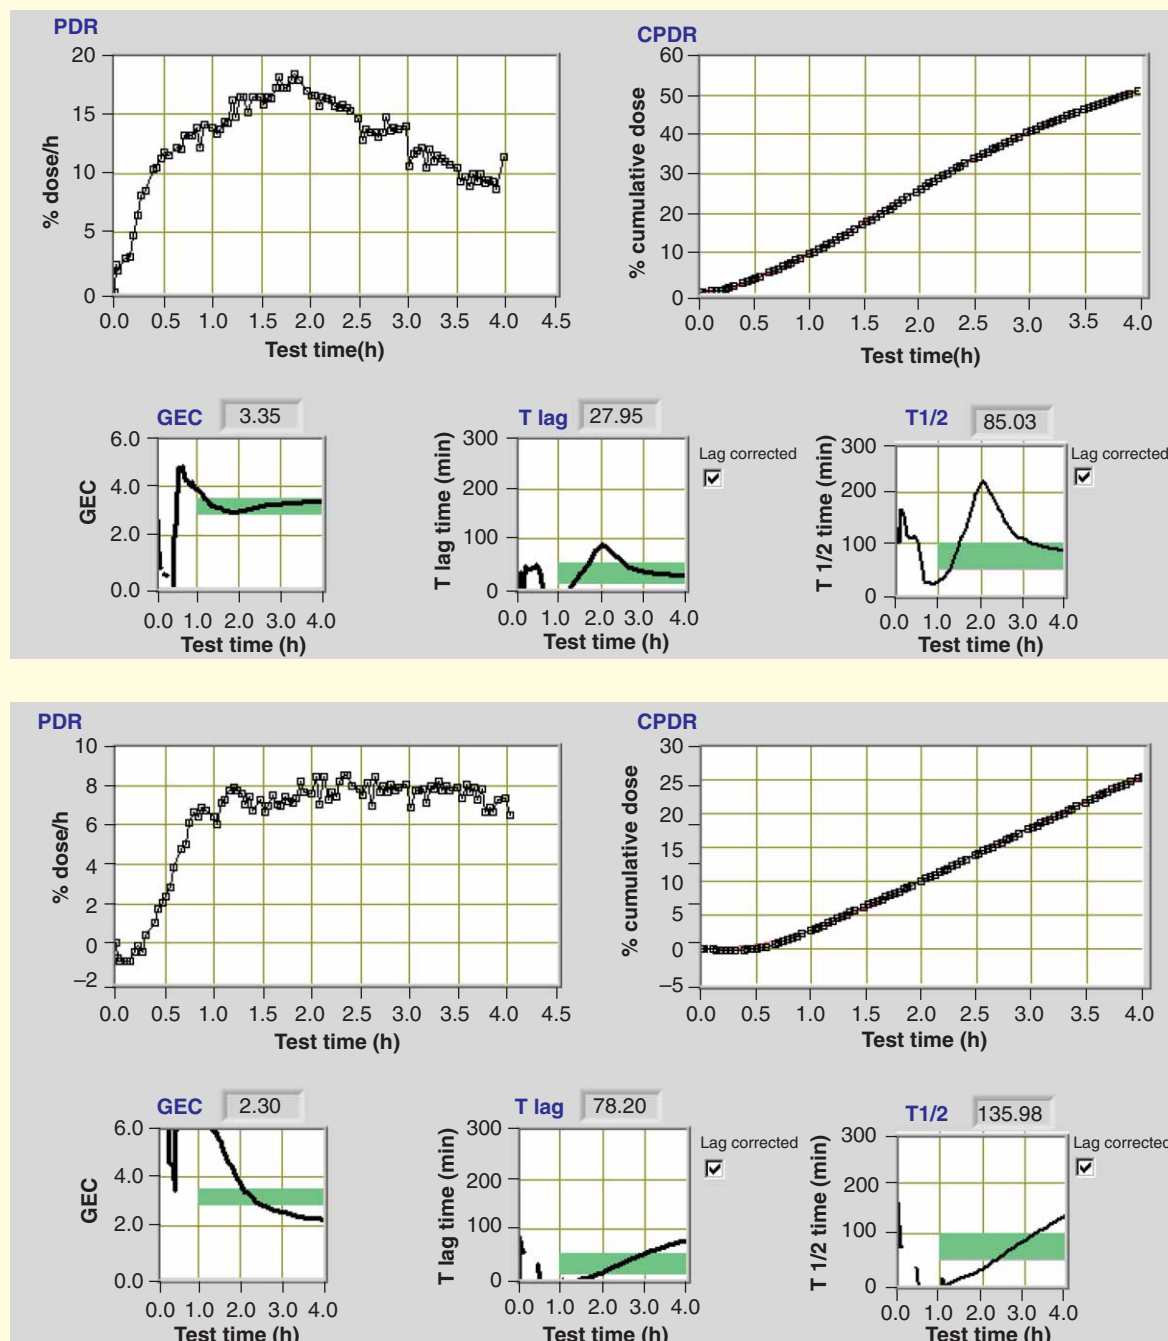 PDR
% dose/h
20
15
10
5
0
0.0 0.5 1.0 1.5 2.0 2.5 3.0 3.5 4.0 4.5
Test time(h)
CPDR
% cumulative dose
60
50
40
30
20
10
0
0.0 0.5 1.0 1.5 2.0 2.5 3.0 3.5 4.0
Test time(h)
GEC 3.35
GEC
6.0
4.0
2.0
0.0
0.0 1.0 2.0 3.0 4.0
Test time (h)
T lag 27.95
T lag time (min)
300
200
100
0
0.0 1.0 2.0 3.0 4.0
Test time (h)
Lag corrected
T1/2 85.03
T 1/2 time (min)
300
200
100
0
0.0 1.0 2.0 3.0 4.0
Test time (h)
Lag corrected
PDR
% dose/h
10
8
6
4
2
0
–2
0.0 0.5 1.0 1.5 2.0 2.5 3.0 3.5 4.0 4.5
Test time (h)
CPDR
% cumulative dose
30
25
20
15
10
5
0
–5
0.0 0.5 1.0 1.5 2.0 2.5 3.0 3.5 4.0
Test time (h)
GEC 2.30
GEC
6.0
4.0
2.0
0.0
0.0 1.0 2.0 3.0 4.0
Test time (h)
T lag 78.20
T lag time (min)
300
200
100
0
0.0 1.0 2.0 3.0 4.0
Test time (h)
Lag corrected
T1/2 135.98
T 1/2 time (min)
300
200
100
0
0.0 1.0 2.0 3.0 4.0
Test time (h)
Lag corrected